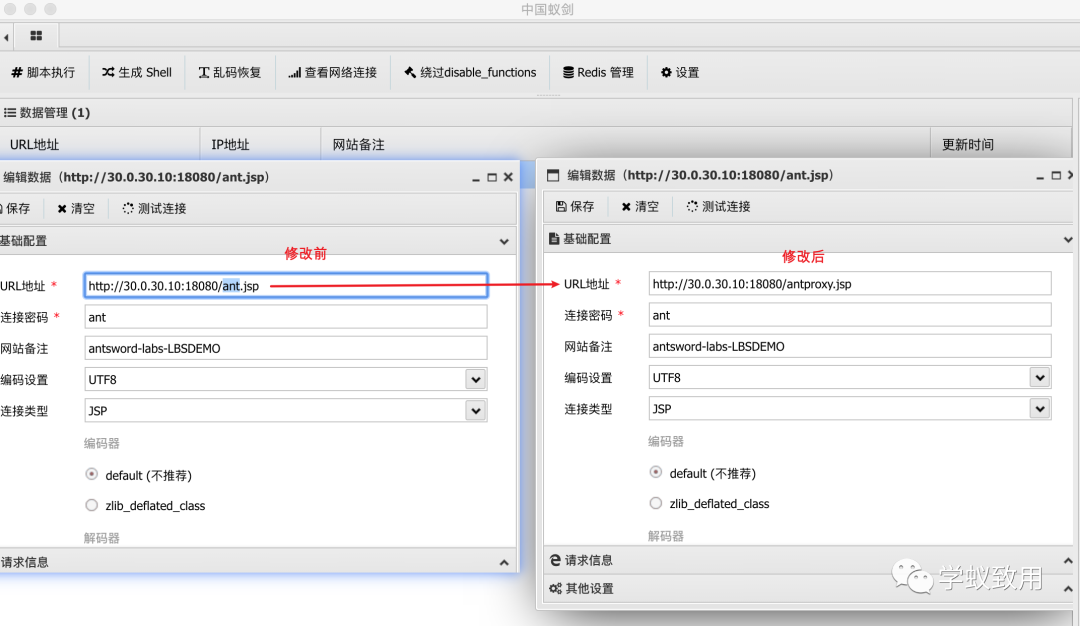 中国蚁剑
脚本执行 生成 Shell 乱码恢复 查看网络连接 绕过disable_functions Redis 管理 设置
数据管理 (1)
URL地址 IP地址 网站备注 更新时间
编辑数据（http://30.0.30.10:18080/ant.jsp）
保存 清空 测试连接
基础配置
修改前
URL地址 * http://30.0.30.10:18080/ant.jsp
连接密码 * ant
网站备注 antsword-labs-LBSDEMO
编码设置 UTF8
连接类型 JSP
编码器
default (不推荐)
zlib_deflated_class
解码器
请求信息
编辑数据（http://30.0.30.10:18080/ant.jsp）
保存 清空 测试连接
基础配置
修改后
URL地址 * http://30.0.30.10:18080/antproxy.jsp
连接密码 * ant
网站备注 antsword-labs-LBSDEMO
编码设置 UTF8
连接类型 JSP
编码器
default (不推荐)
zlib_deflated_class
解码器
请求信息
其他设置
学蚁致用